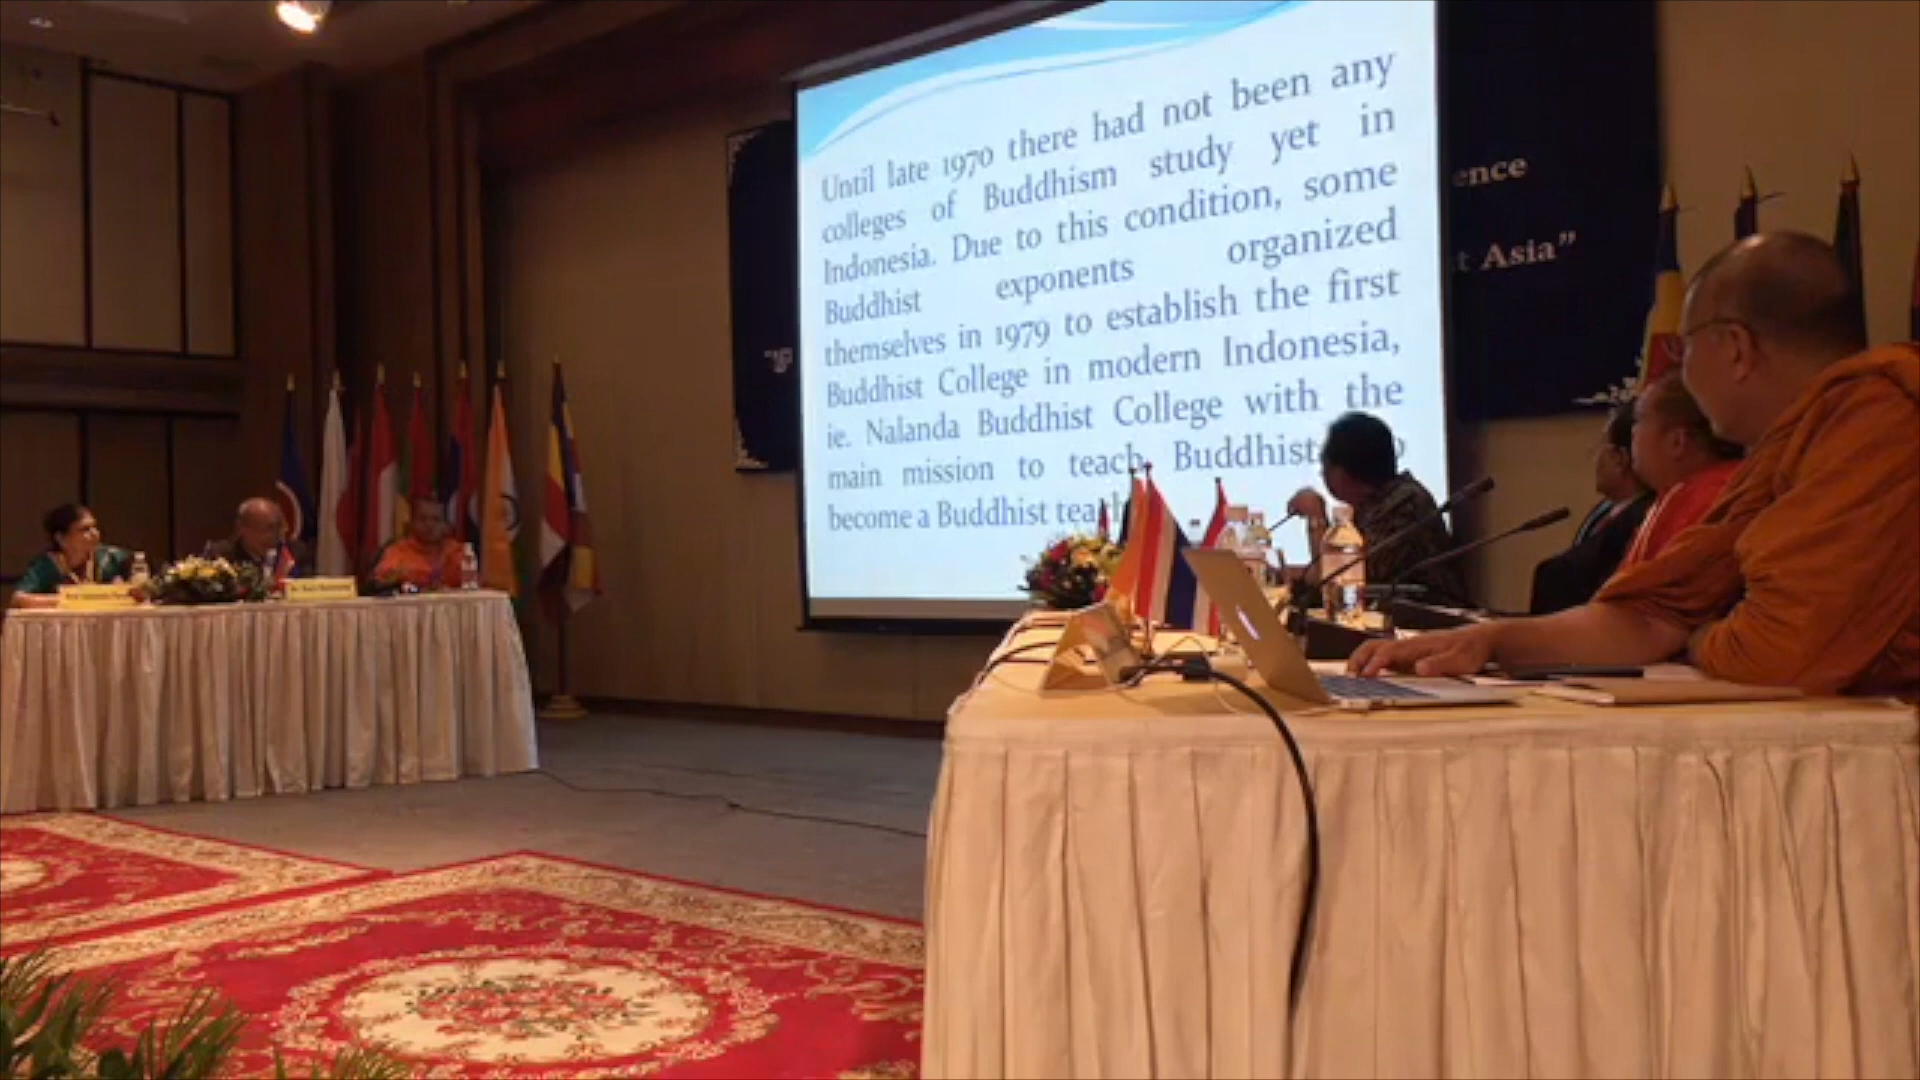 Until late 1970 there had not been any
colleges of Buddhism study yet in
Indonesia. Due to this condition, some
Buddhist exponents organized
themselves in 1979 to establish the first
Buddhist College in modern Indonesia,
ie. Nalanda Buddhist College with the
main mission to teach Buddhists
become a Buddhist
ence
Asia”